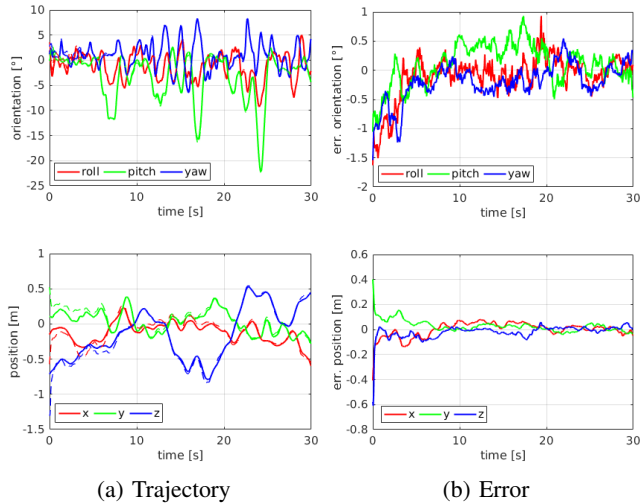 10
5
0
-5
-10
-15
-20
-25
orientation [°]
roll pitch yaw
0 10 20 30
time [s]
1
0.5
0
-0.5
-1
-1.5
-2
err. orientation [°]
roll pitch yaw
0 10 20 30
time [s]
1
0.5
0
-0.5
-1
-1.5
position [m]
x y z
0 10 20 30
time [s]
0.6
0.4
0.2
0
-0.2
-0.4
-0.6
-0.8
err. position [m]
x y z
0 10 20 30
time [s]
(a) Trajectory
(b) Error